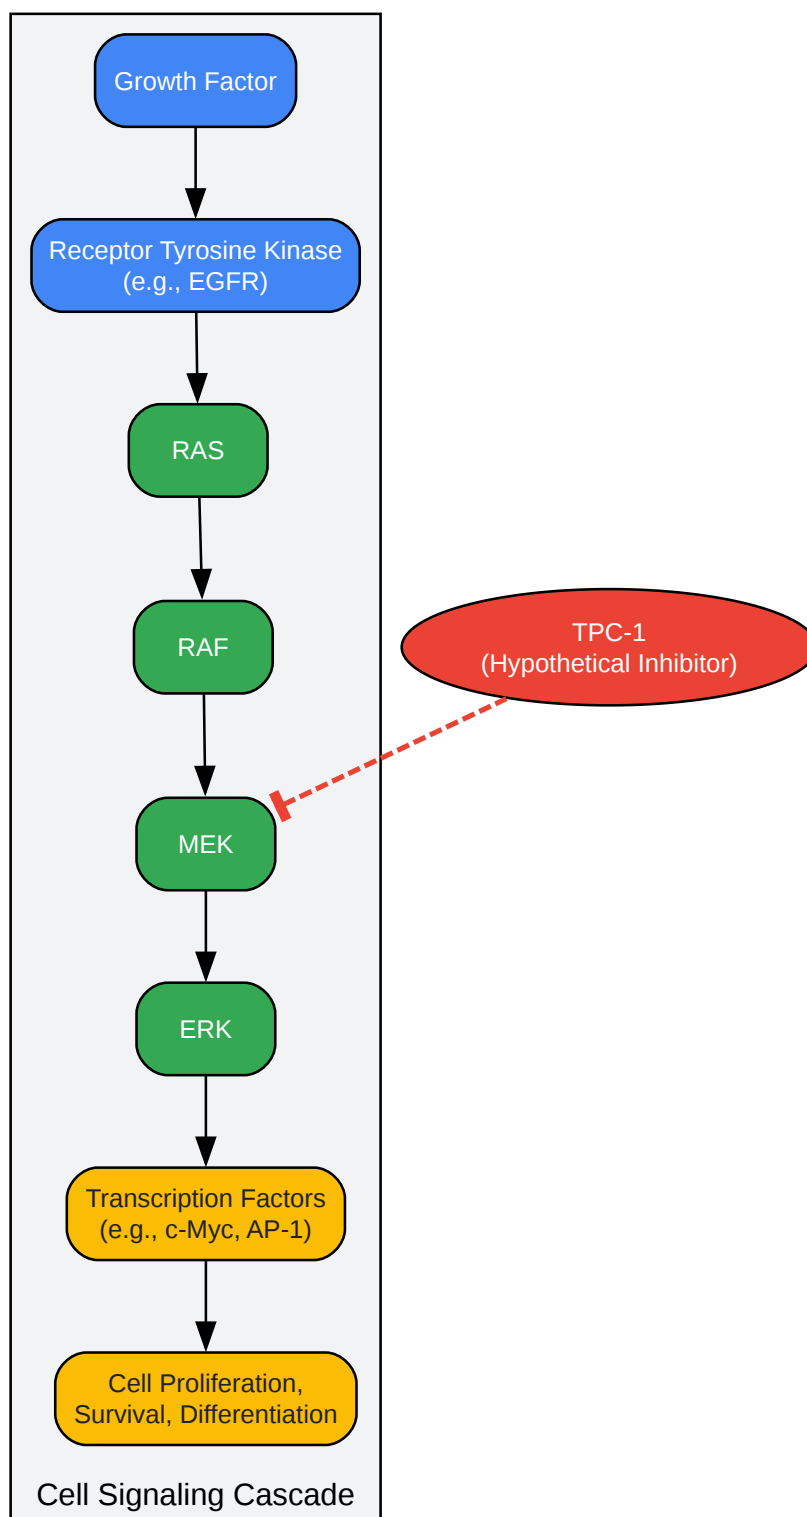 Growth Factor
Receptor Tyrosine Kinase
(e.g., EGFR)
RAS
RAF
TPC-1
(Hypothetical Inhibitor)
MEK
ERK
Transcription Factors
(e.g., c-Myc, AP-1)
Cell Proliferation,
Survival, Differentiation
Cell Signaling Cascade